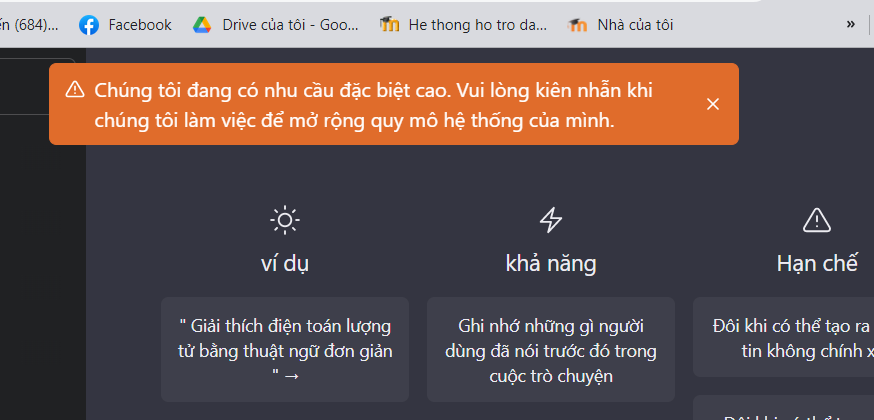 ến (684)... Facebook Drive của tôi - Goo... He thong ho tro da... Nhà của tôi »
Chúng tôi đang có nhu cầu đặc biệt cao. Vui lòng kiên nhẫn khi
chúng tôi làm việc để mở rộng quy mô hệ thống của mình.
ví dụ
" Giải thích điện toán lượng
tử bằng thuật ngữ đơn giản
" →
khả năng
Ghi nhớ những gì người
dùng đã nói trước đó trong
cuộc trò chuyện
Hạn chế
Đôi khi có thể tạo ra
tin không chính x